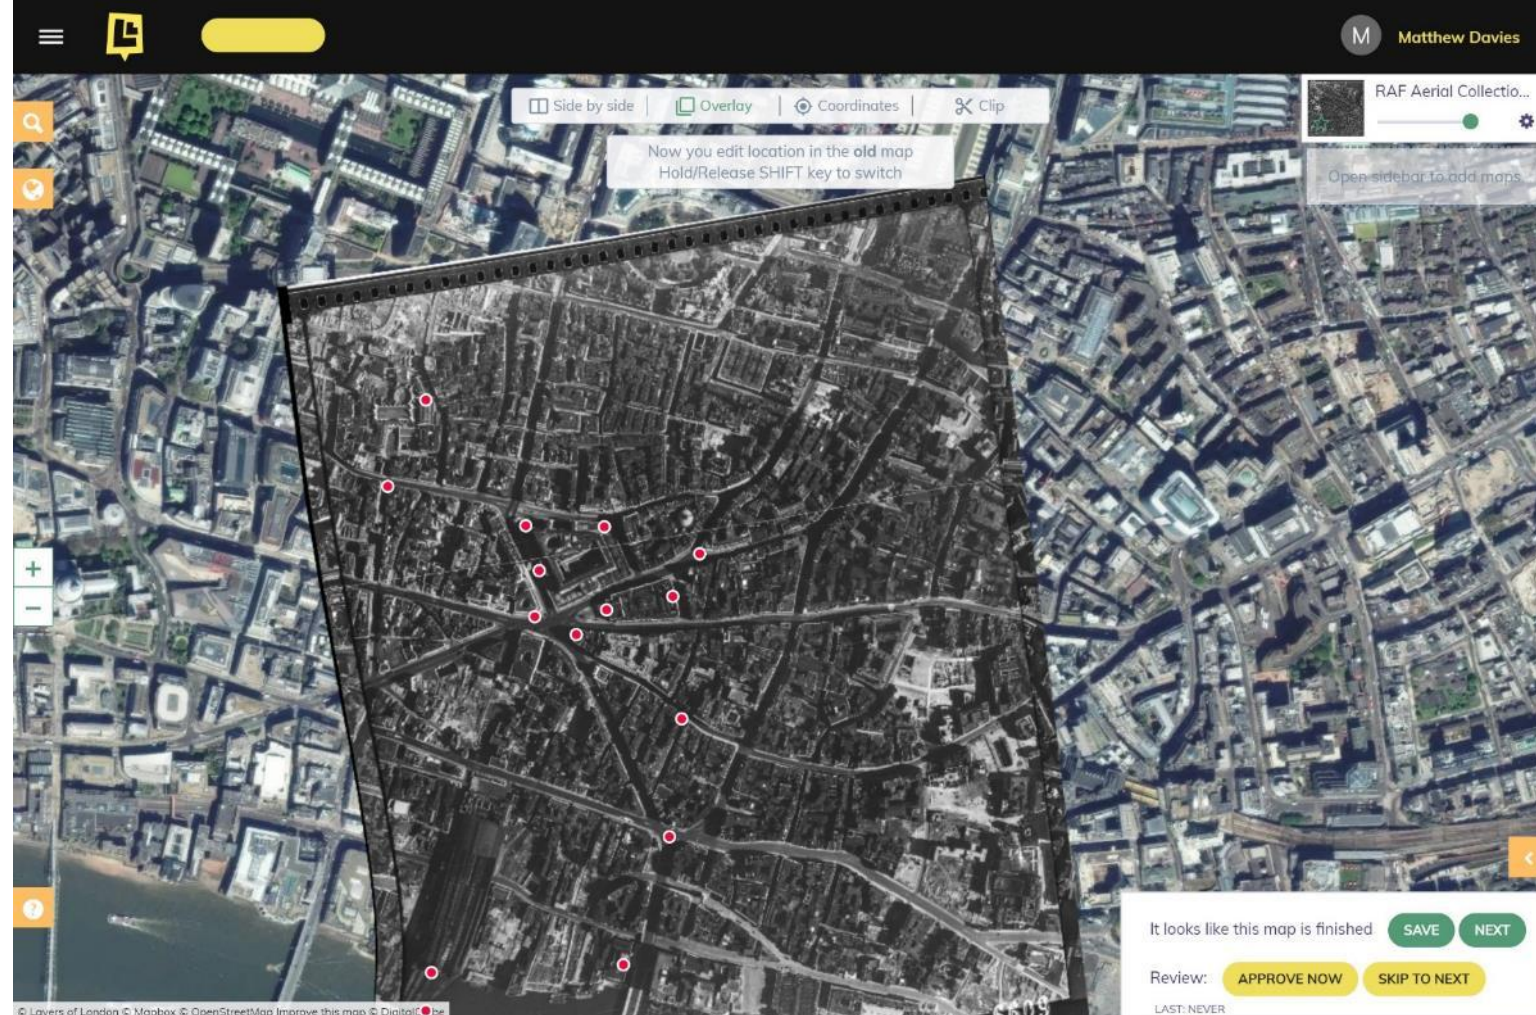 M Matthew Davies
Side by side Overlay Coordinates Clip
RAF Aerial Collectio...
Now you edit location in the old map
Hold/Release SHIFT key to switch
Open sidebar to add maps.
+
−
?
It looks like this map is finished SAVE NEXT
Review: APPROVE NOW SKIP TO NEXT
LAST: NEVER
© Layers of London © Mapbox © OpenStreetMap Improve this map